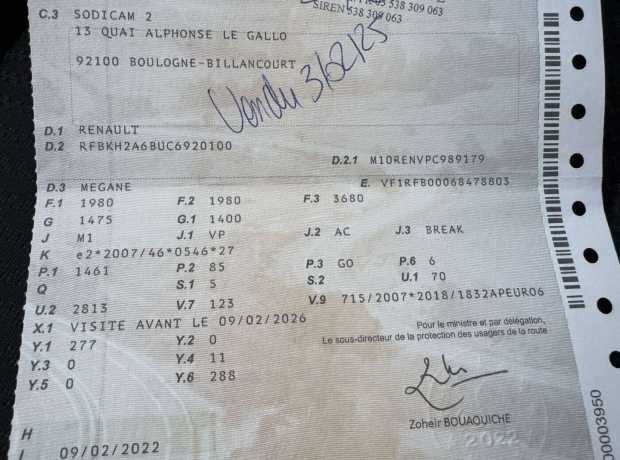 SIREN 538 309 063
C.3 SODICAM 2
13 QUAI ALPHONSE LE GALLO
92100 BOULOGNE-BILLANCOURT
Vendu 3/02/25
D.1 RENAULT
D.2 RFBKH2A6BUC6920100
D.2.1 M10RENVPC989179
D.3 MEGANE E. VF1RFB00068478803
F.1 1980 F.2 1980 F.3 3680
G 1475 G.1 1400
J M1 J.1 VP J.2 AC J.3 BREAK
K e2*2007/46*0546*27
P.1 1461 P.2 85 P.3 GO P.6 6
Q S.1 5 S.2 U.1 70
U.2 2813 V.7 123 V.9 715/2007*2018/1832APEURO6
X.1 VISITE AVANT LE 09/02/2026
Y.1 277 Y.2 0
Y.3 0 Y.4 11
Y.5 0 Y.6 288
Pour le ministre et par délégation,
Le sous-directeur de la protection des usagers de la route
Zoheir BOUAOUICHE
2022
H
I 09/02/2022
00003950